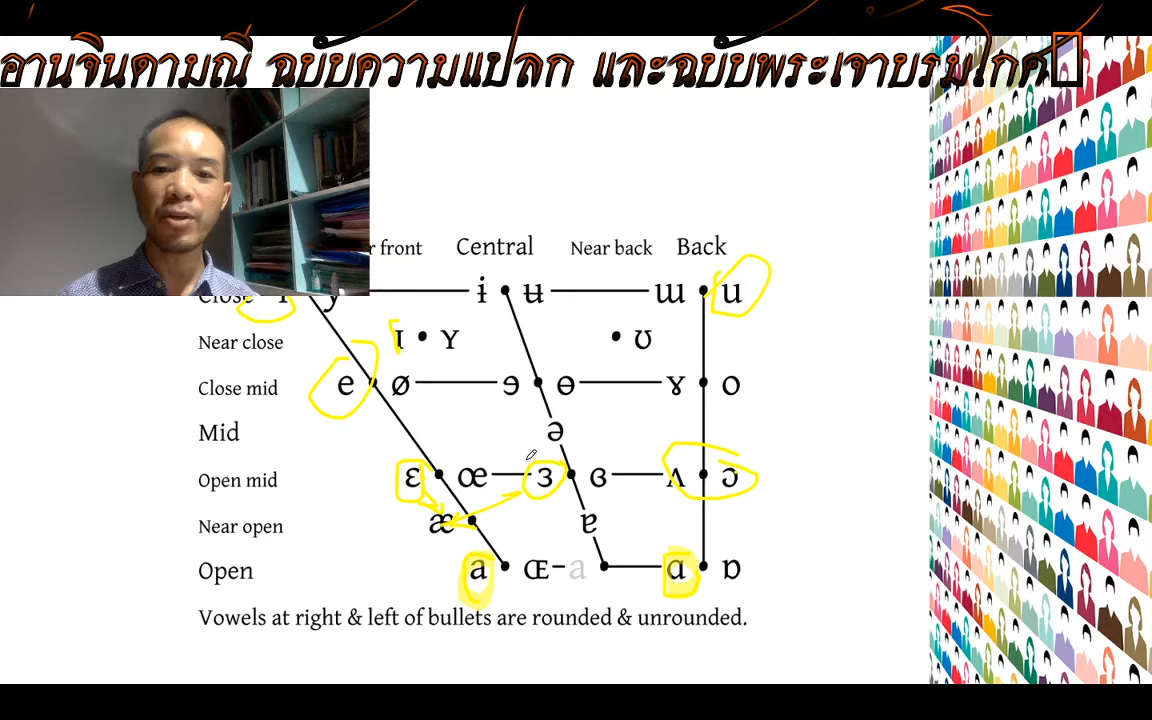 อานจินดามณี ฉบับความแปลก และฉบับพระเจาบรมโกศ
front Central Near back Back
Close i y ɨ ʉ ɯ u
Near close ɪ ʏ ʊ
Close mid e ø ɘ ɵ ɤ o
Mid ə
Open mid ɛ œ ɜ ɞ ʌ ɔ
Near open æ ɐ
Open a ɶ a ɑ ɒ
Vowels at right & left of bullets are rounded & unrounded.